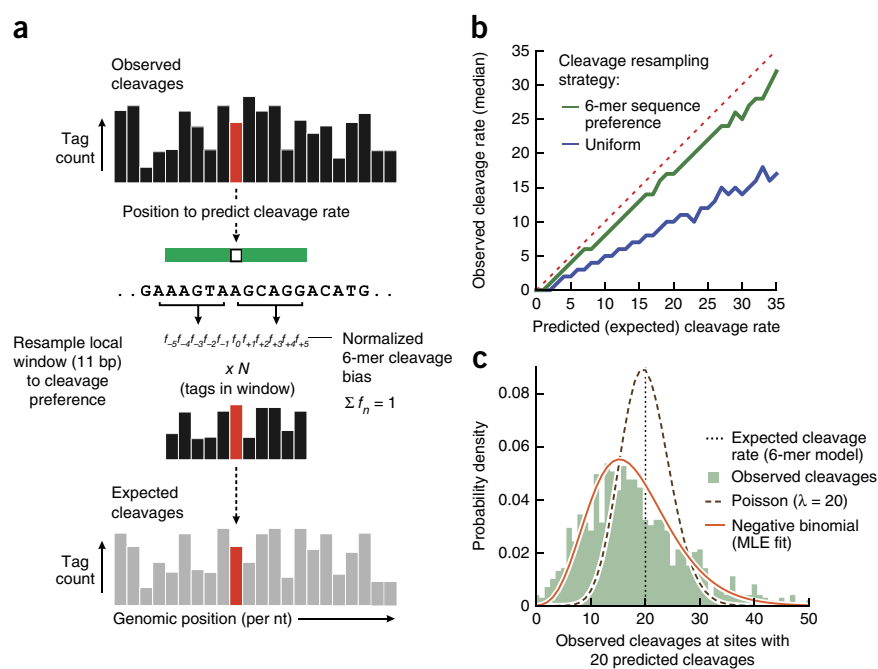 a
Observed
cleavages
Tag
count
Position to predict cleavage rate
. . GAAAGTAAGCAGGACATG . .
Resample local
window (11 bp)
to cleavage
preference
f–5f–4f–3f–2f–1 f0 f+1f+2f+3f+4f+5
x N
(tags in window)
Normalized
6-mer cleavage
bias
Σ fn = 1
Expected
cleavages
Tag
count
Genomic position (per nt)
b
Observed cleavage rate (median)
35
30
25
20
15
10
5
0
Cleavage resampling
strategy:
6-mer sequence
preference
Uniform
5 10 15 20 25 30 35
Predicted (expected) cleavage rate
c
Probability density
0.08
0.06
0.04
0.02
0
Expected cleavage
rate (6-mer model)
Observed cleavages
Poisson (λ = 20)
Negative binomial
(MLE fit)
0 10 20 30 40 50
Observed cleavages at sites with
20 predicted cleavages